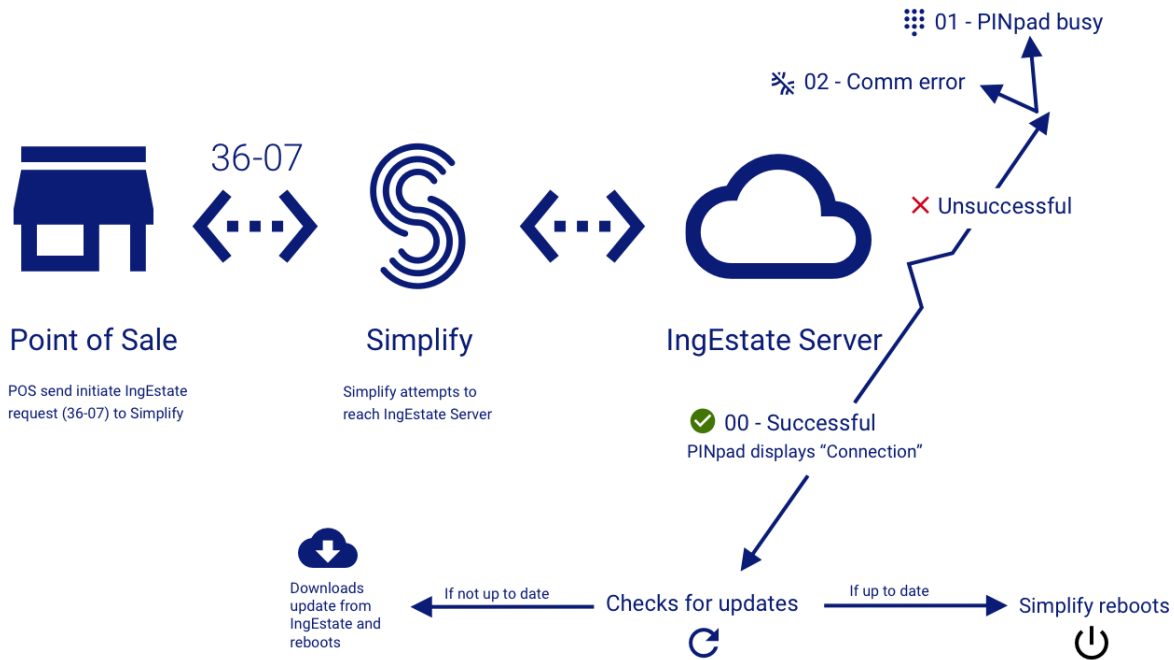 01 - PINpad busy
02 - Comm error
36-07
Unsuccessful
Point of Sale
Simplify
IngEstate Server
POS send initiate IngEstate
request (36-07) to Simplify
Simplify attempts to
reach IngEstate Server
00 - Successful
PINpad displays “Connection”
Downloads
update from
IngEstate and
reboots
If not up to date
Checks for updates
If up to date
Simplify reboots